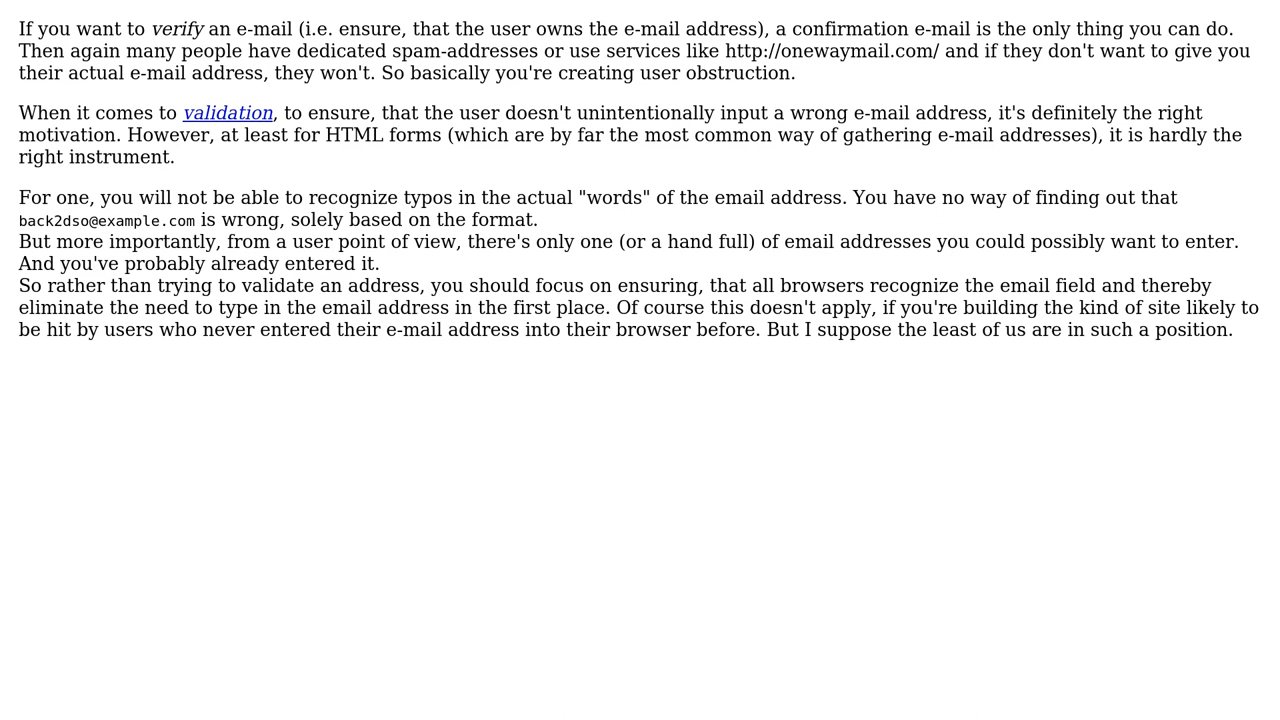 If you want to verify an e-mail (i.e. ensure, that the user owns the e-mail address), a confirmation e-mail is the only thing you can do.
Then again many people have dedicated spam-addresses or use services like http://onewaymail.com/ and if they don't want to give you
their actual e-mail address, they won't. So basically you're creating user obstruction.
When it comes to validation, to ensure, that the user doesn't unintentionally input a wrong e-mail address, it's definitely the right
motivation. However, at least for HTML forms (which are by far the most common way of gathering e-mail addresses), it is hardly the
right instrument.
For one, you will not be able to recognize typos in the actual "words" of the email address. You have no way of finding out that
back2dso@example.com is wrong, solely based on the format.
But more importantly, from a user point of view, there's only one (or a hand full) of email addresses you could possibly want to enter.
And you've probably already entered it.
So rather than trying to validate an address, you should focus on ensuring, that all browsers recognize the email field and thereby
eliminate the need to type in the email address in the first place. Of course this doesn't apply, if you're building the kind of site likely to
be hit by users who never entered their e-mail address into their browser before. But I suppose the least of us are in such a position.